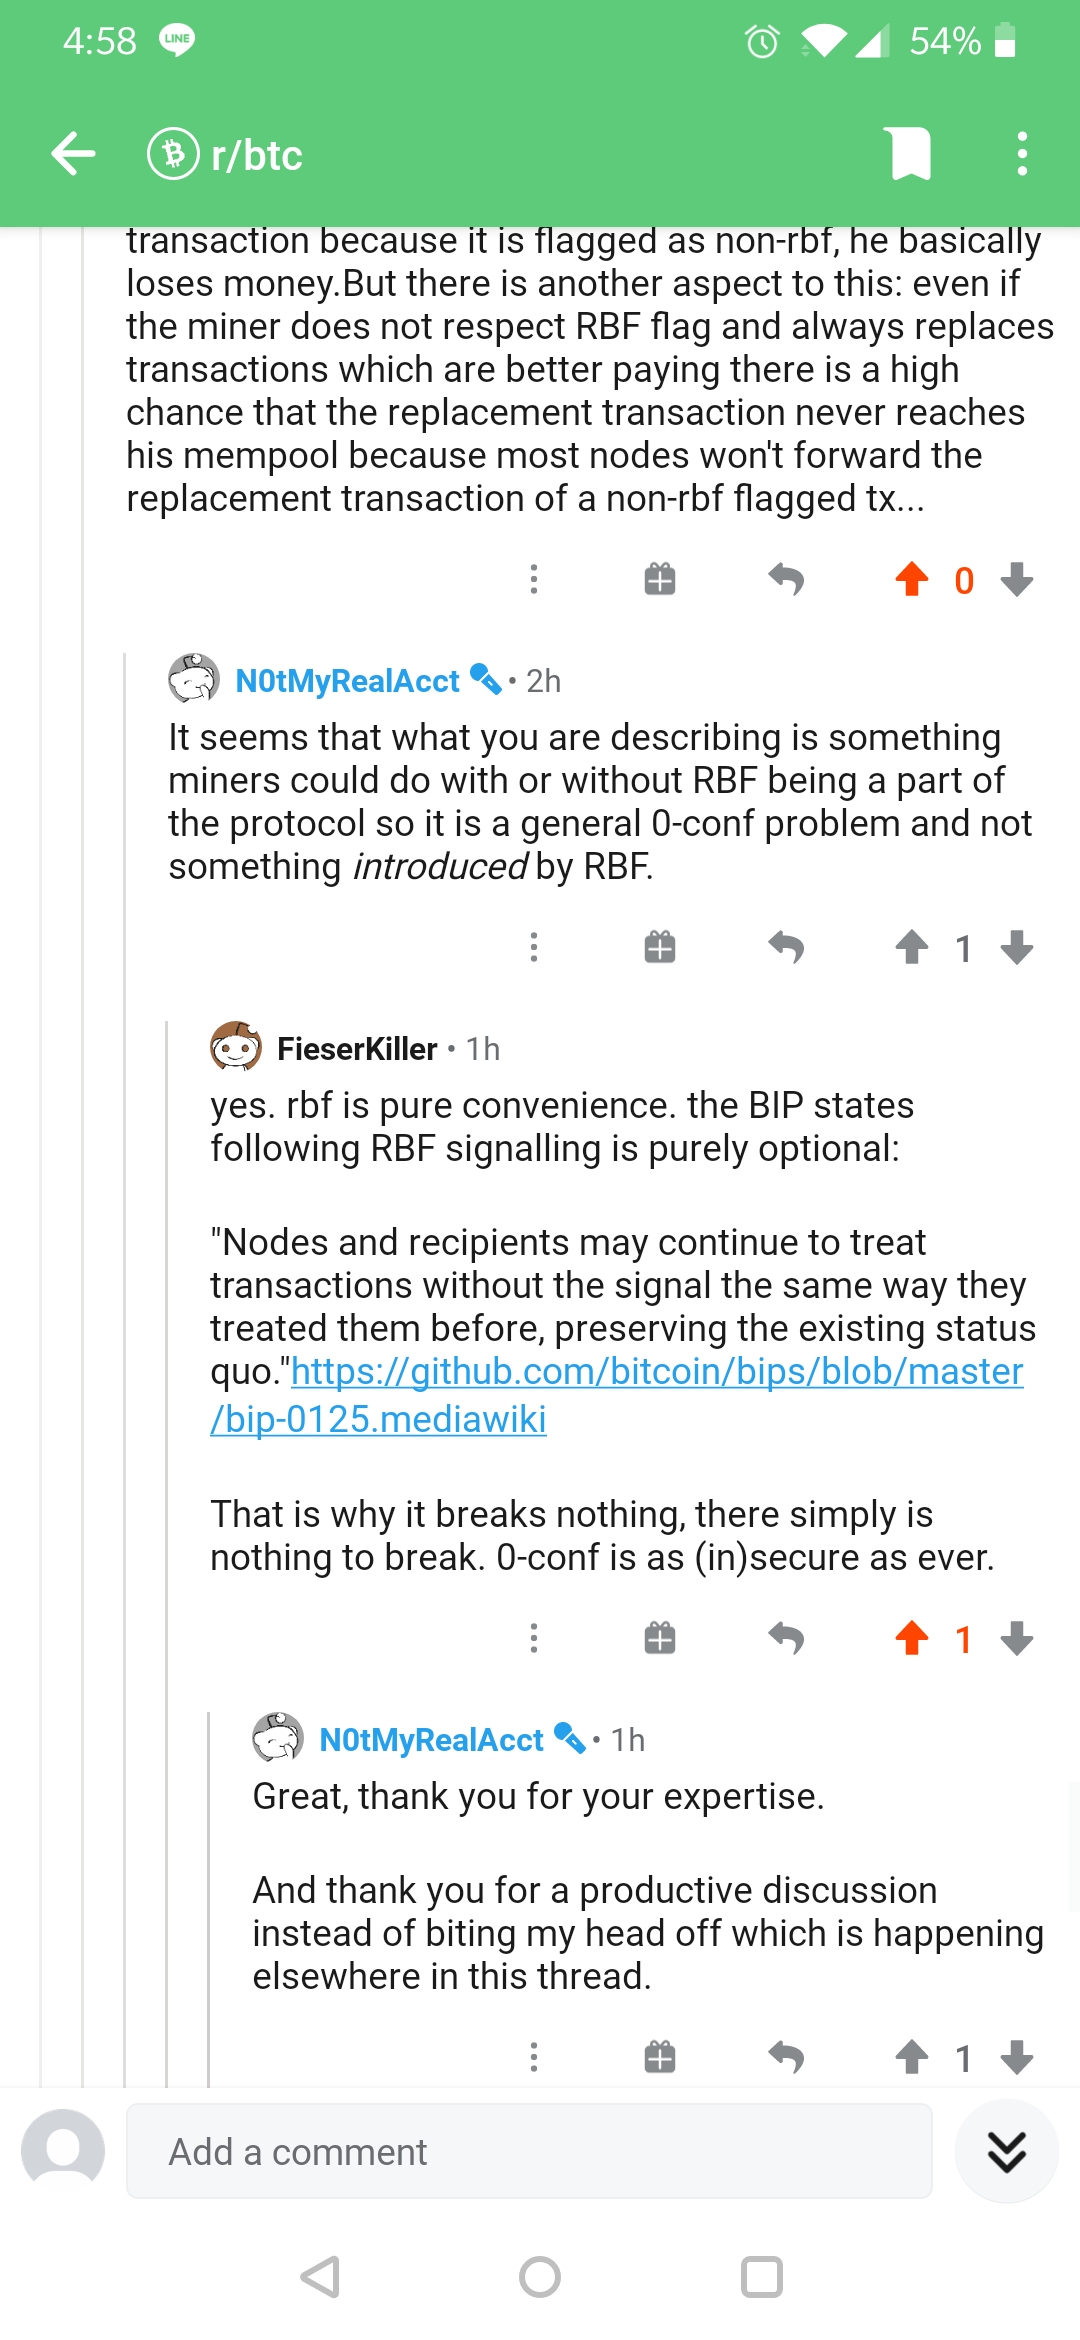 4:58 LINE 54%
r/btc
transaction because it is flagged as non-rbf, he basically
loses money.But there is another aspect to this: even if
the miner does not respect RBF flag and always replaces
transactions which are better paying there is a high
chance that the replacement transaction never reaches
his mempool because most nodes won't forward the
replacement transaction of a non-rbf flagged tx...
0
N0tMyRealAcct • 2h
It seems that what you are describing is something
miners could do with or without RBF being a part of
the protocol so it is a general 0-conf problem and not
something introduced by RBF.
1
FieserKiller • 1h
yes. rbf is pure convenience. the BIP states
following RBF signalling is purely optional:
"Nodes and recipients may continue to treat
transactions without the signal the same way they
treated them before, preserving the existing status
quo."https://github.com/bitcoin/bips/blob/master
/bip-0125.mediawiki
That is why it breaks nothing, there simply is
nothing to break. 0-conf is as (in)secure as ever.
1
N0tMyRealAcct • 1h
Great, thank you for your expertise.
And thank you for a productive discussion
instead of biting my head off which is happening
elsewhere in this thread.
1
Add a comment